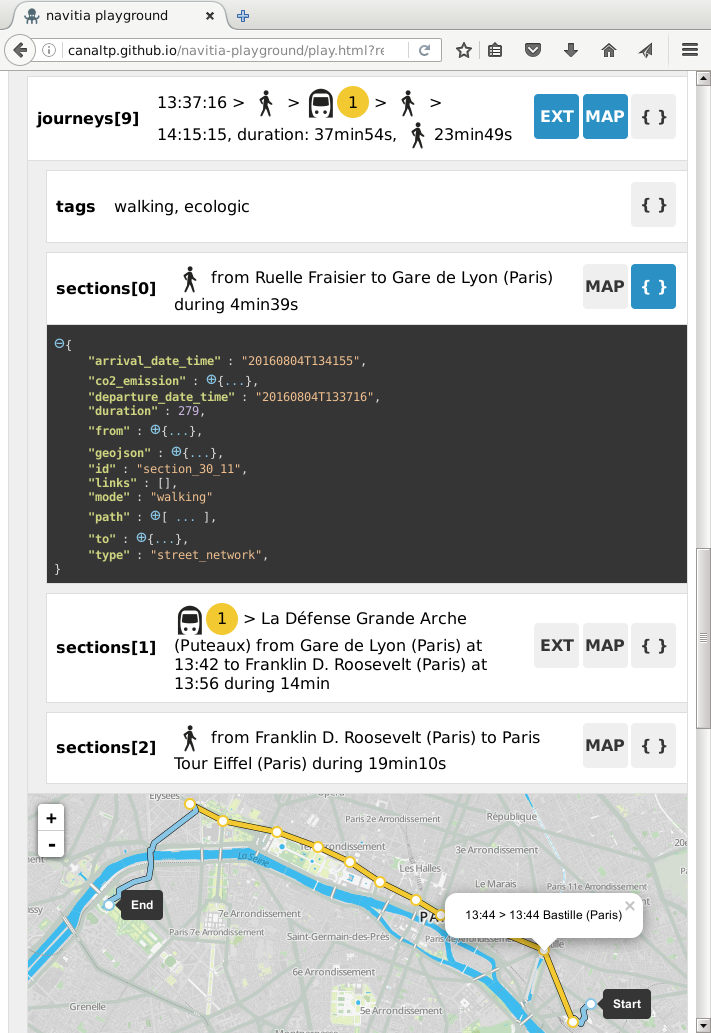 navitia playground
canaltp.github.io/navitia-playground/play.html?re
journeys[9]
13:37:16 > > 1 > >
14:15:15, duration: 37min54s, 23min49s
EXT MAP { }
tags walking, ecologic { }
sections[0]
from Ruelle Fraisier to Gare de Lyon (Paris)
during 4min39s
MAP { }
{
"arrival_date_time" : "20160804T134155",
"co2_emission" : {...},
"departure_date_time" : "20160804T133716",
"duration" : 279,
"from" : {...},
"geojson" : {...},
"id" : "section_30_11",
"links" : [],
"mode" : "walking"
"path" : [ ... ],
"to" : {...},
"type" : "street_network",
}
sections[1]
1 > La Défense Grande Arche
(Puteaux) from Gare de Lyon (Paris) at
13:42 to Franklin D. Roosevelt (Paris) at
13:56 during 14min
EXT MAP { }
sections[2]
from Franklin D. Roosevelt (Paris) to Paris
Tour Eiffel (Paris) during 19min10s
MAP { }
+
-
Elysées
Paris 2e Arrondissement
République
3e Arrondissement
Les Halles
La Seine
Le Marais
Paris 11e Arrondissement
End
7e Arrondissement
Paris 7e Arrondissement
Saint-Germain-des-Prés
13:44 > 13:44 Bastille (Paris)
×
6e Arrondissement
Paris 6e Arrondissement
Grenelle
Start